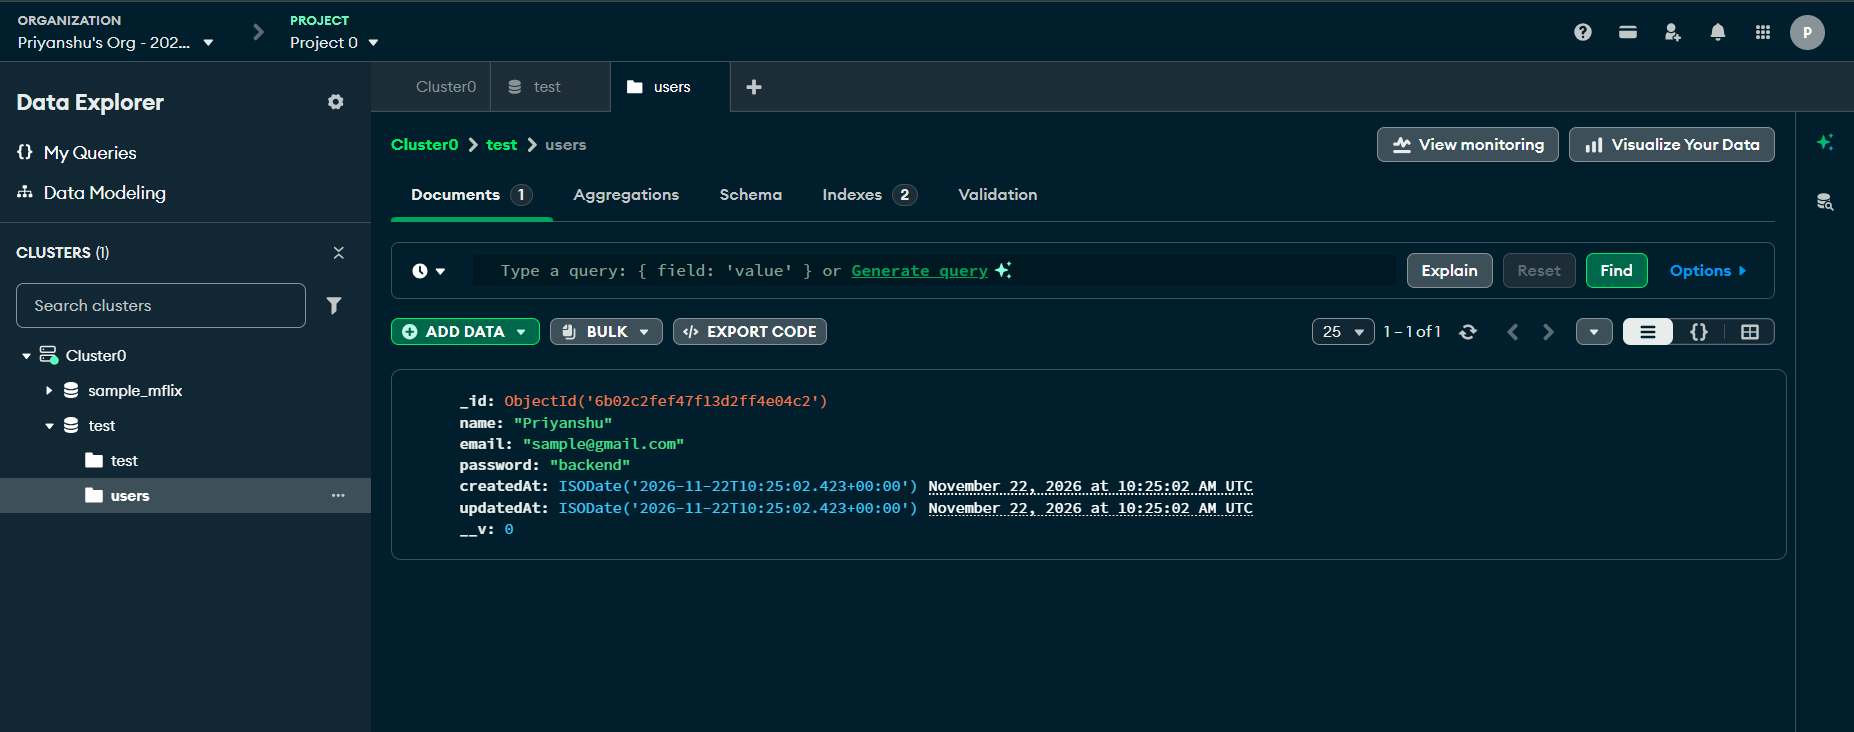 ORGANIZATION
Priyanshu's Org - 202...
PROJECT
Project 0
P
Data Explorer
My Queries
Data Modeling
CLUSTERS (1)
Search clusters
Cluster0
sample_mflix
test
test
users
Cluster0
test
users
Cluster0 > test > users
View monitoring
Visualize Your Data
Documents 1
Aggregations
Schema
Indexes 2
Validation
Type a query: { field: 'value' } or Generate query
Explain
Reset
Find
Options
ADD DATA
BULK
EXPORT CODE
25
1 – 1 of 1
_id: ObjectId('6b02c2fef47f13d2ff4e04c2')
name: "Priyanshu"
email: "sample@gmail.com"
password: "backend"
createdAt: ISODate('2026-11-22T10:25:02.423+00:00') November 22, 2026 at 10:25:02 AM UTC
updatedAt: ISODate('2026-11-22T10:25:02.423+00:00') November 22, 2026 at 10:25:02 AM UTC
__v: 0